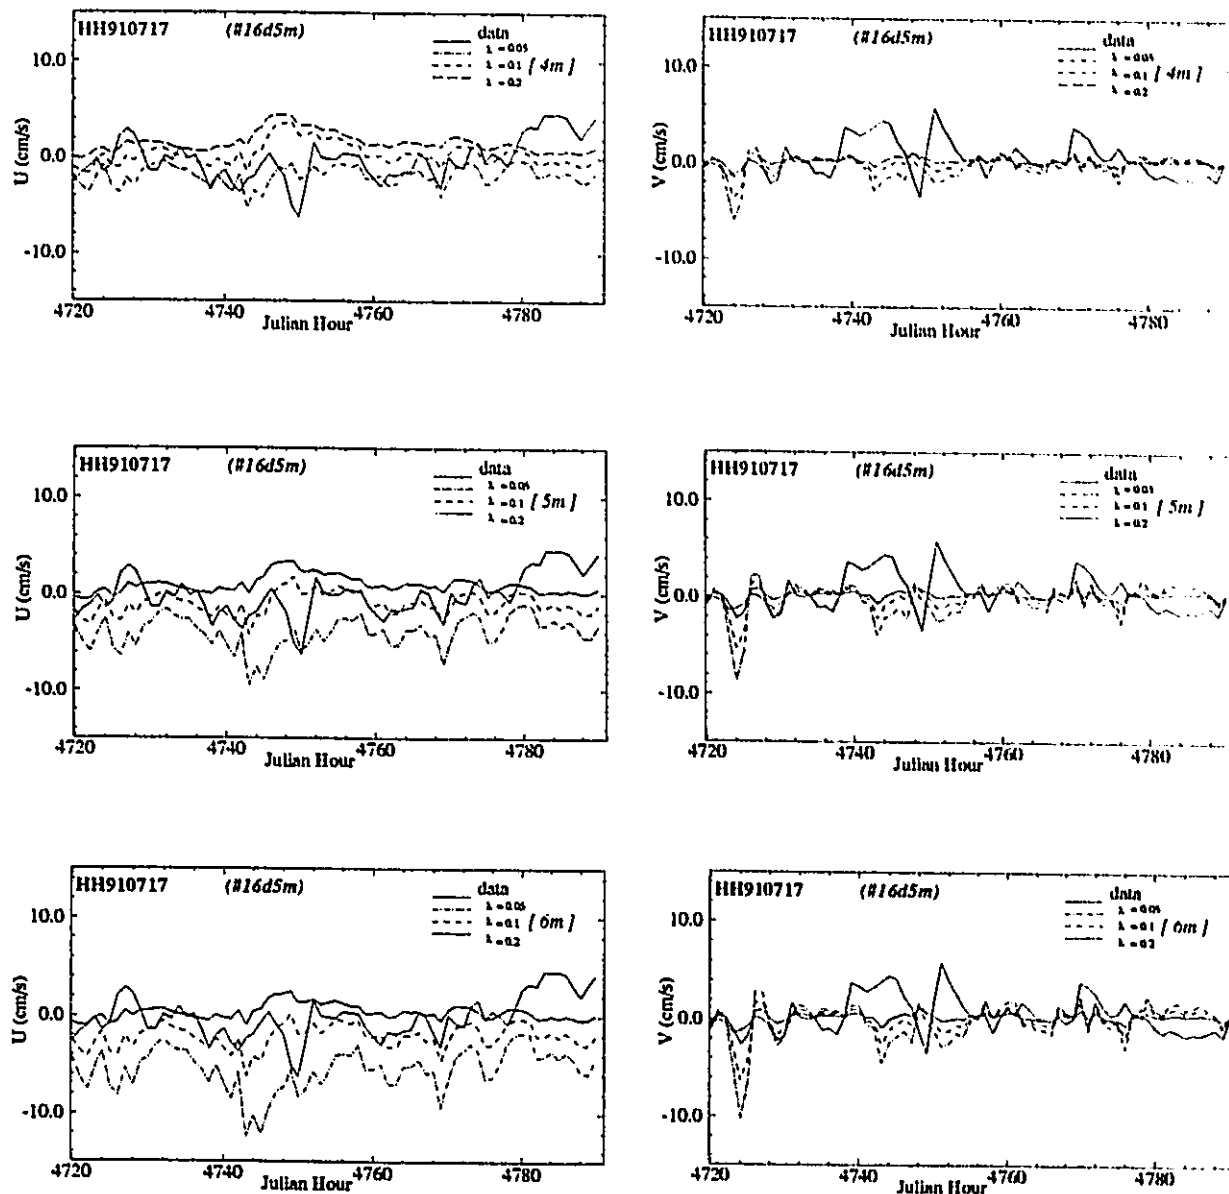 HH910717 (#16d5m)
data
λ = 0.05
λ = 0.1 [ 4m ]
λ = 0.2
10.0
0.0
-10.0
U (cm/s)
4720 4740 4760 4780
Julian Hour
HH910717 (#16d5m)
data
λ = 0.05
λ = 0.1 [ 4m ]
λ = 0.2
10.0
0.0
-10.0
V (cm/s)
4720 4740 4760 4780
Julian Hour
HH910717 (#16d5m)
data
λ = 0.05
λ = 0.1 [ 5m ]
λ = 0.2
10.0
0.0
-10.0
U (cm/s)
4720 4740 4760 4780
Julian Hour
HH910717 (#16d5m)
data
λ = 0.05
λ = 0.1 [ 5m ]
λ = 0.2
10.0
0.0
-10.0
V (cm/s)
4720 4740 4760 4780
Julian Hour
HH910717 (#16d5m)
data
λ = 0.05
λ = 0.1 [ 6m ]
λ = 0.2
10.0
0.0
-10.0
U (cm/s)
4720 4740 4760 4780
Julian Hour
HH910717 (#16d5m)
data
λ = 0.05
λ = 0.1 [ 6m ]
λ = 0.2
10.0
0.0
-10.0
V (cm/s)
4720 4740 4760 4780
Julian Hour